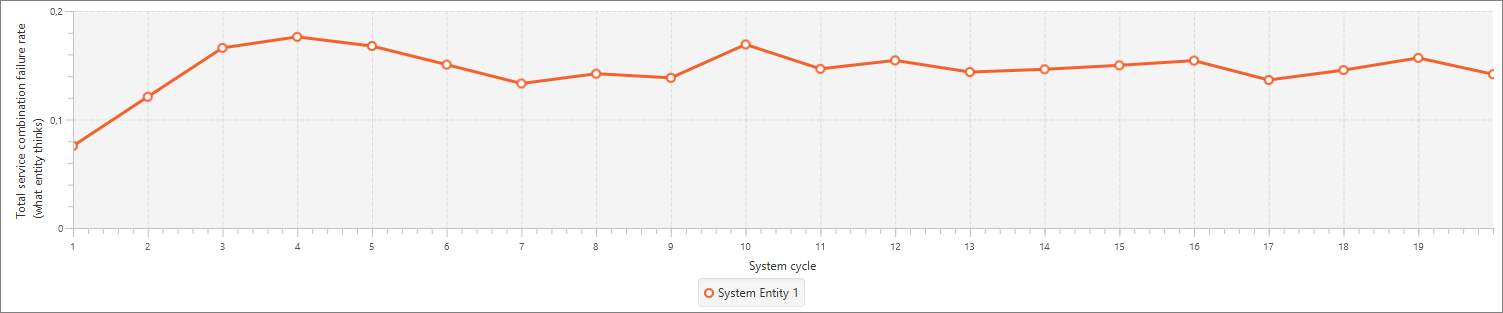 Total service combination failure rate
(what entity thinks)
0,2
0,1
0
1 2 3 4 5 6 7 8 9 10 11 12 13 14 15 16 17 18 19
System cycle
System Entity 1